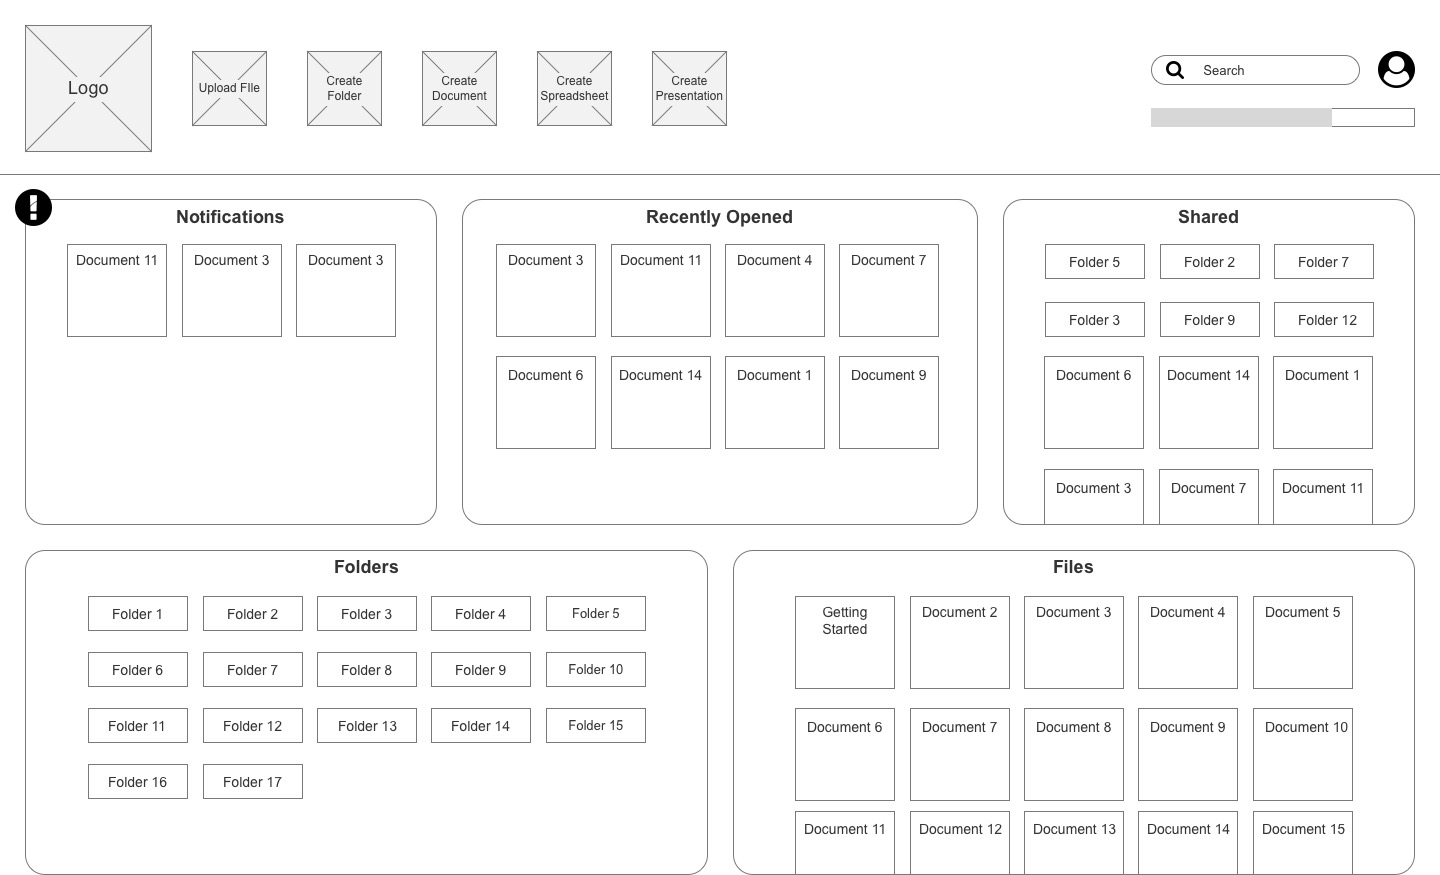 Logo
Upload FIle
Create
Folder
Create
Document
Create
Spreadsheet
Create
Presentation
Search
Notifications
Document 11
Document 3
Document 3
Recently Opened
Document 3
Document 11
Document 4
Document 7
Document 6
Document 14
Document 1
Document 9
Shared
Folder 5
Folder 2
Folder 7
Folder 3
Folder 9
Folder 12
Document 6
Document 14
Document 1
Document 3
Document 7
Document 11
Folders
Folder 1
Folder 2
Folder 3
Folder 4
Folder 5
Folder 6
Folder 7
Folder 8
Folder 9
Folder 10
Folder 11
Folder 12
Folder 13
Folder 14
Folder 15
Folder 16
Folder 17
Files
Getting
Started
Document 2
Document 3
Document 4
Document 5
Document 6
Document 7
Document 8
Document 9
Document 10
Document 11
Document 12
Document 13
Document 14
Document 15